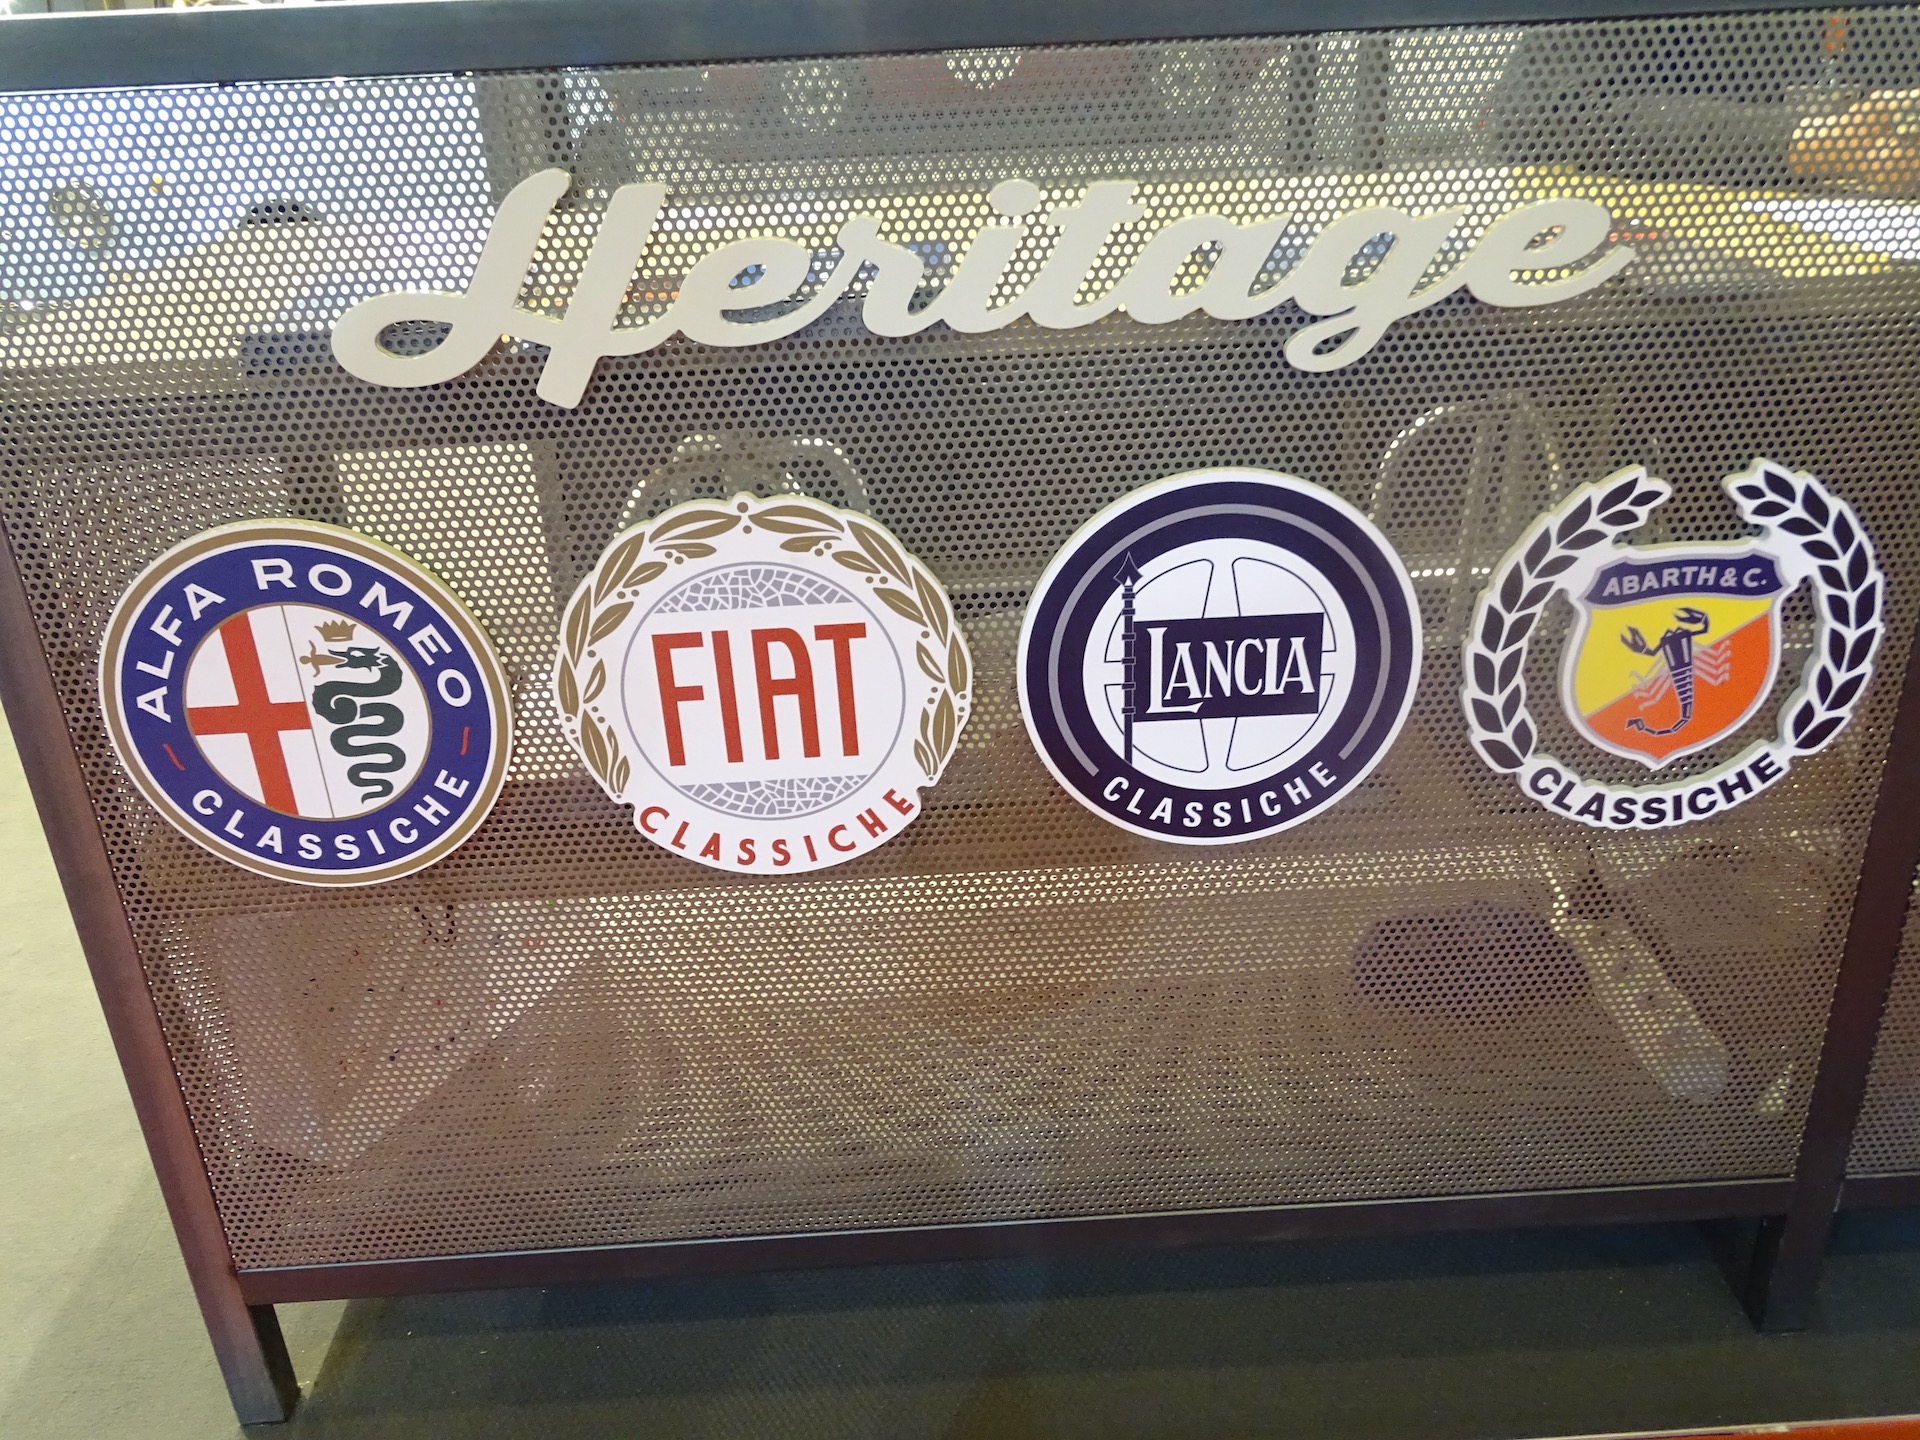 Heritage
ALFA ROMEO
CLASSICHE
FIAT
CLASSICHE
LANCIA
CLASSICHE
ABARTH & C.
CLASSICHE